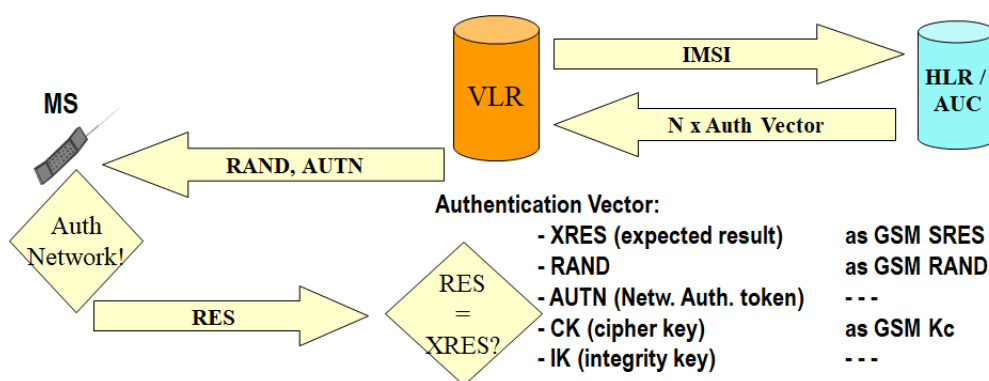 IMSI
HLR /
AUC
VLR
MS
N x Auth Vector
RAND, AUTN
Auth
Network!
Authentication Vector:
- XRES (expected result) as GSM SRES
- RAND as GSM RAND
- AUTN (Netw. Auth. token) - - -
- CK (cipher key) as GSM Kc
- IK (integrity key) - - -
RES
RES
=
XRES?